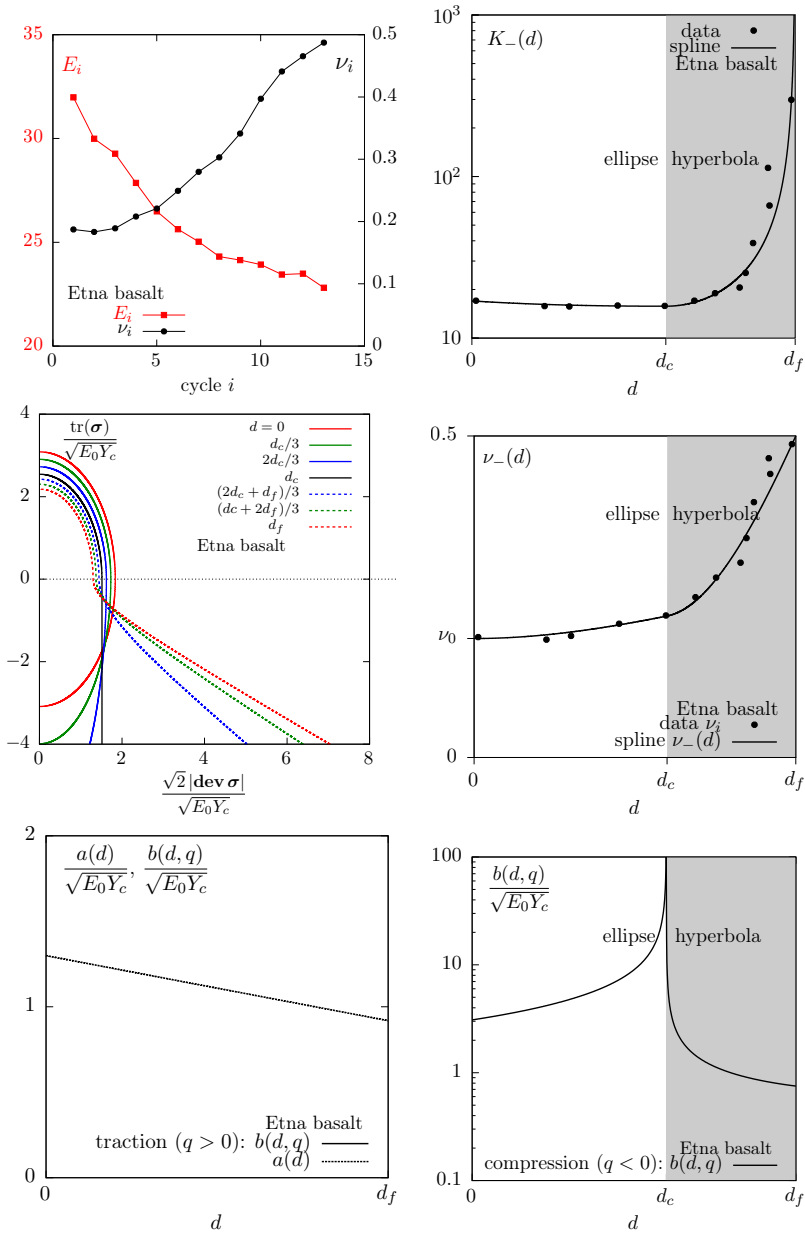 35
30
25
20
E_i
ν_i
0.5
0.4
0.3
0.2
0.1
0
Etna basalt
E_i
ν_i
0
5
10
15
cycle i
10^3
10^2
10
K_−(d)
data
spline
Etna basalt
ellipse
hyperbola
0
d_c
d_f
d
4
2
0
−2
−4
tr(σ)
√E_0Y_c
d = 0
d_c/3
2d_c/3
d_c
(2d_c + d_f)/3
(dc + 2d_f)/3
d_f
Etna basalt
0
2
4
6
8
√2 |dev σ|
√E_0Y_c
0.5
ν_0
0
ν_−(d)
ellipse
hyperbola
Etna basalt
data ν_i
spline ν_−(d)
0
d_c
d_f
d
2
1
0
a(d)
√E_0Y_c
,
b(d, q)
√E_0Y_c
Etna basalt
traction (q > 0): b(d, q)
a(d)
0
d_f
d
100
10
1
0.1
b(d, q)
√E_0Y_c
ellipse
hyperbola
Etna basalt
compression (q < 0): b(d, q)
0
d_c
d_f
d